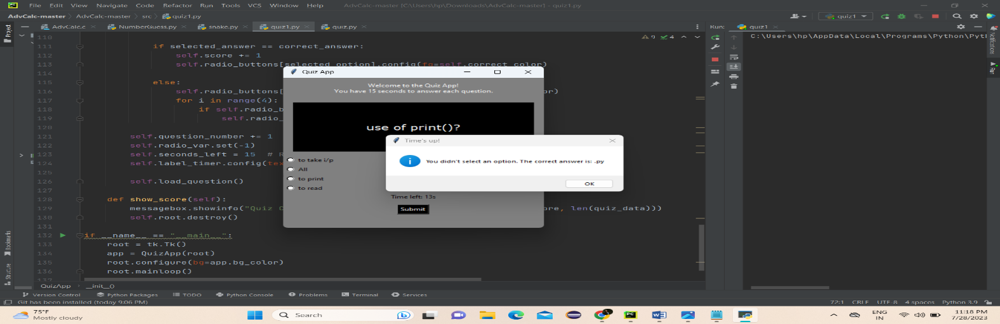 File Edit View Navigate Code Refactor Run Tools VCS Window Help AdvCalc-master [C:\Users\hp\Downloads\AdvCalc-master] - quiz1.py
AdvCalc-master AdvCalc-master src quiz1.py quiz1
AdvCalc.c NumberGuess.py snake.py quiz1.py quiz.py Run: quiz1
Project
Notifications
Run
9 4
C:\Users\hp\AppData\Local\Programs\Python\Pyt
110
111 if selected_answer == correct_answer:
112 self.score += 1
113 self.radio_buttons[selected_option].config(fg=self.correct_color)
114
115 else:
116 self.radio_buttons[ or)
117 for i in range(4):
118 if self.radio_b
119 self.radio_
120
121 self.question_number += 1
122 self.radio_var.set(-1)
123 self.seconds_left = 15 # R
124 self.label_timer.config(tex
125
126 self.load_question()
127
128 def show_score(self):
129 messagebox.showinfo("Quiz O ore, len(quiz_data)))
130 self.root.destroy()
131
132 if __name__ == "__main__":
133 root = tk.Tk()
134 app = QuizApp(root)
135 root.configure(bg=app.bg_color)
136 root.mainloop()
137
Quiz App
Welcome to the Quiz App!
You have 15 seconds to answer each question.
use of print()?
to take i/p
All
to print
to read
Time left: 13s
Submit
Time's up!
You didn't select an option. The correct answer is: .py
OK
Bookmarks
Structure
QuizApp __init__()
Version Control Python Packages TODO Python Console Problems Terminal Services
Git has been installed (today 9:06 PM) 72:1 CRLF UTF-8 4 spaces Python 3.9
75°F
Mostly cloudy
Search
ENG
IN
11:18 PM
7/28/2023